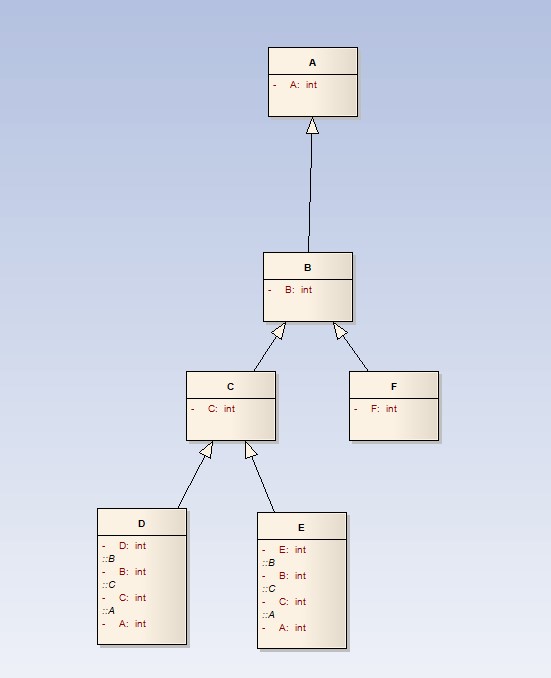 A
- A: int
B
- B: int
C
- C: int
F
- F: int
D
- D: int
::B
- B: int
::C
- C: int
::A
- A: int
E
- E: int
::B
- B: int
::C
- C: int
::A
- A: int